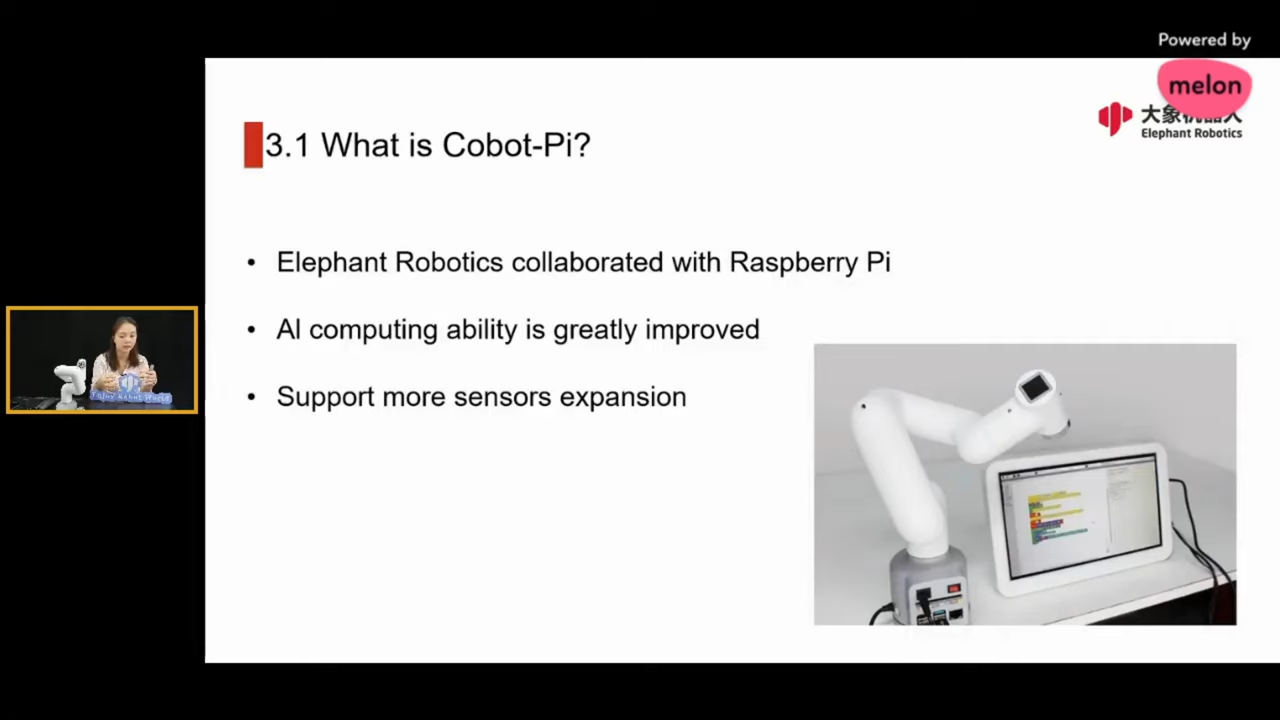 Powered by
melon
大象机器人
Elephant Robotics
3.1 What is Cobot-Pi?
• Elephant Robotics collaborated with Raspberry Pi
• AI computing ability is greatly improved
• Support more sensors expansion